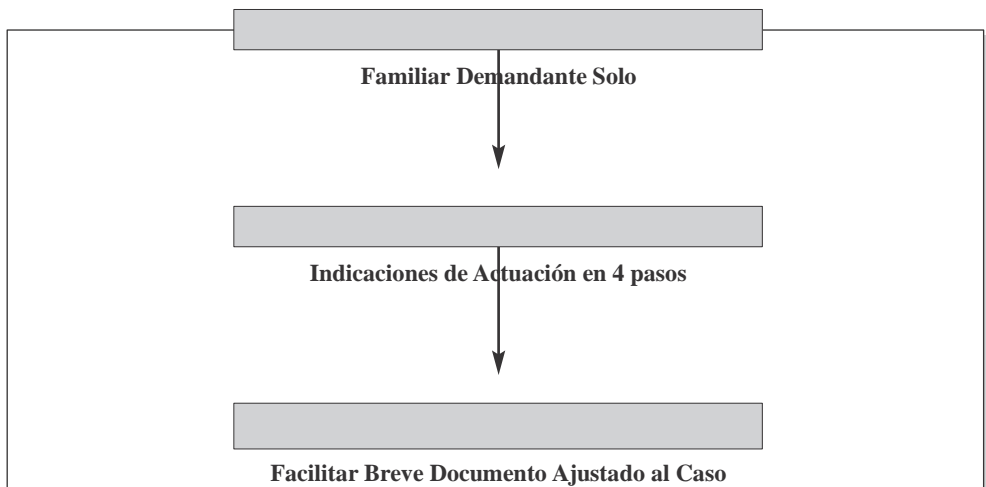 Familiar Demandante Solo
Indicaciones de Actuación en 4 pasos
Facilitar Breve Documento Ajustado al Caso